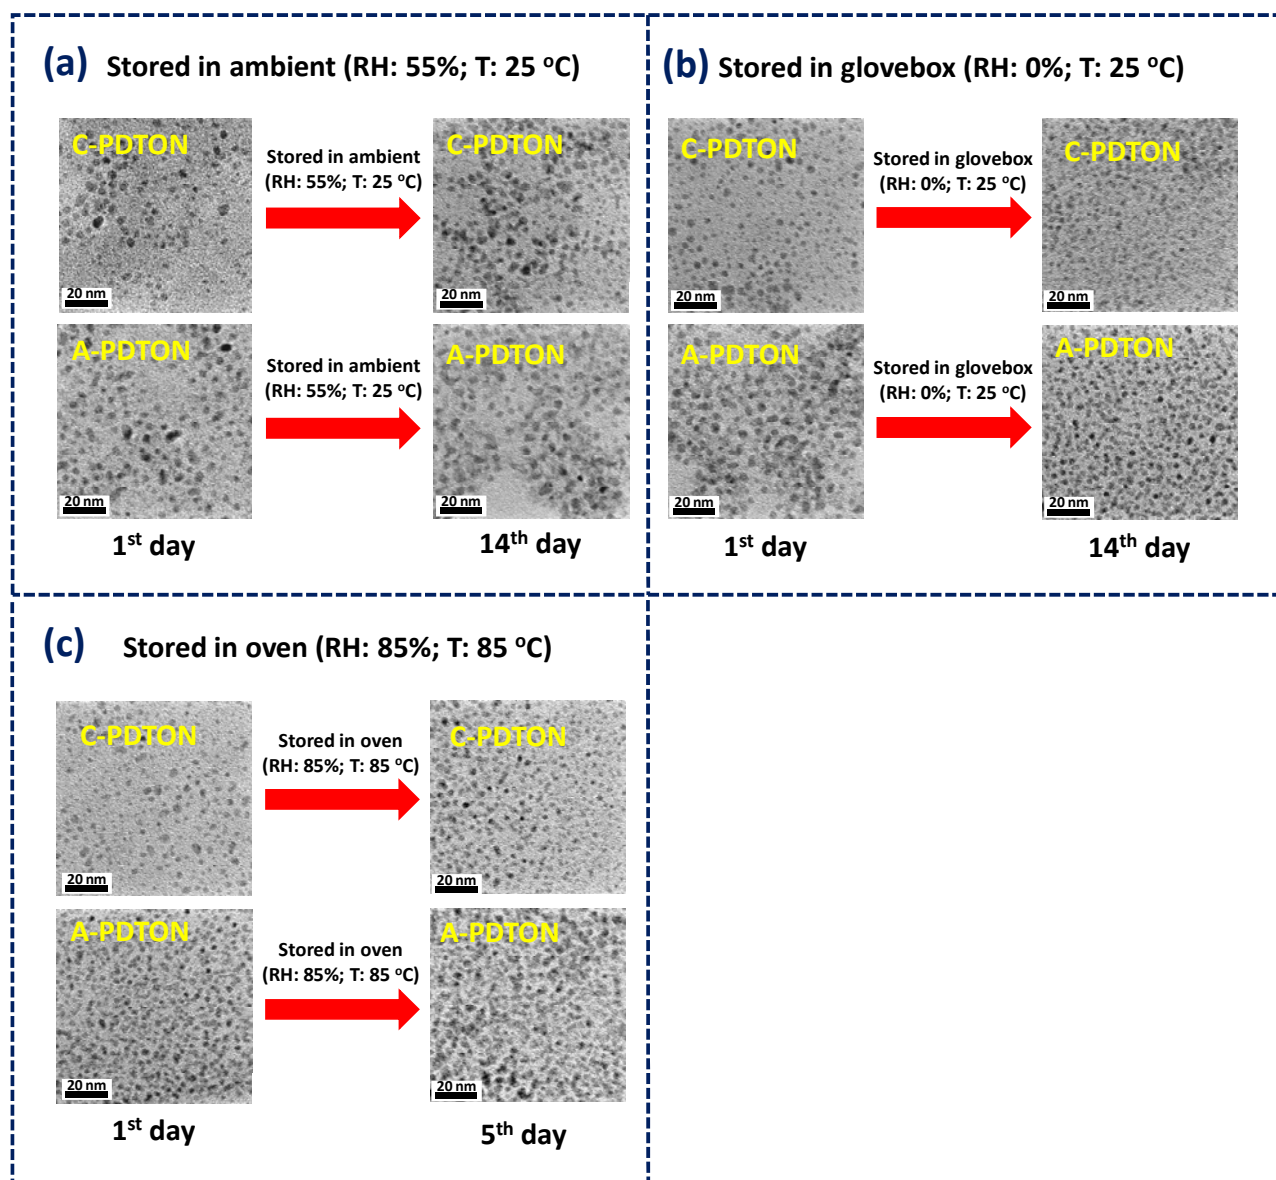 (a) Stored in ambient (RH: 55%; T: 25 °C)
C-PDTON
20 nm
Stored in ambient
(RH: 55%; T: 25 °C)
C-PDTON
20 nm
A-PDTON
20 nm
Stored in ambient
(RH: 55%; T: 25 °C)
A-PDTON
20 nm
1st day
14th day
(b) Stored in glovebox (RH: 0%; T: 25 °C)
C-PDTON
20 nm
Stored in glovebox
(RH: 0%; T: 25 °C)
C-PDTON
20 nm
A-PDTON
20 nm
Stored in glovebox
(RH: 0%; T: 25 °C)
A-PDTON
20 nm
1st day
14th day
(c) Stored in oven (RH: 85%; T: 85 °C)
C-PDTON
20 nm
Stored in oven
(RH: 85%; T: 85 °C)
C-PDTON
20 nm
A-PDTON
20 nm
Stored in oven
(RH: 85%; T: 85 °C)
A-PDTON
20 nm
1st day
5th day